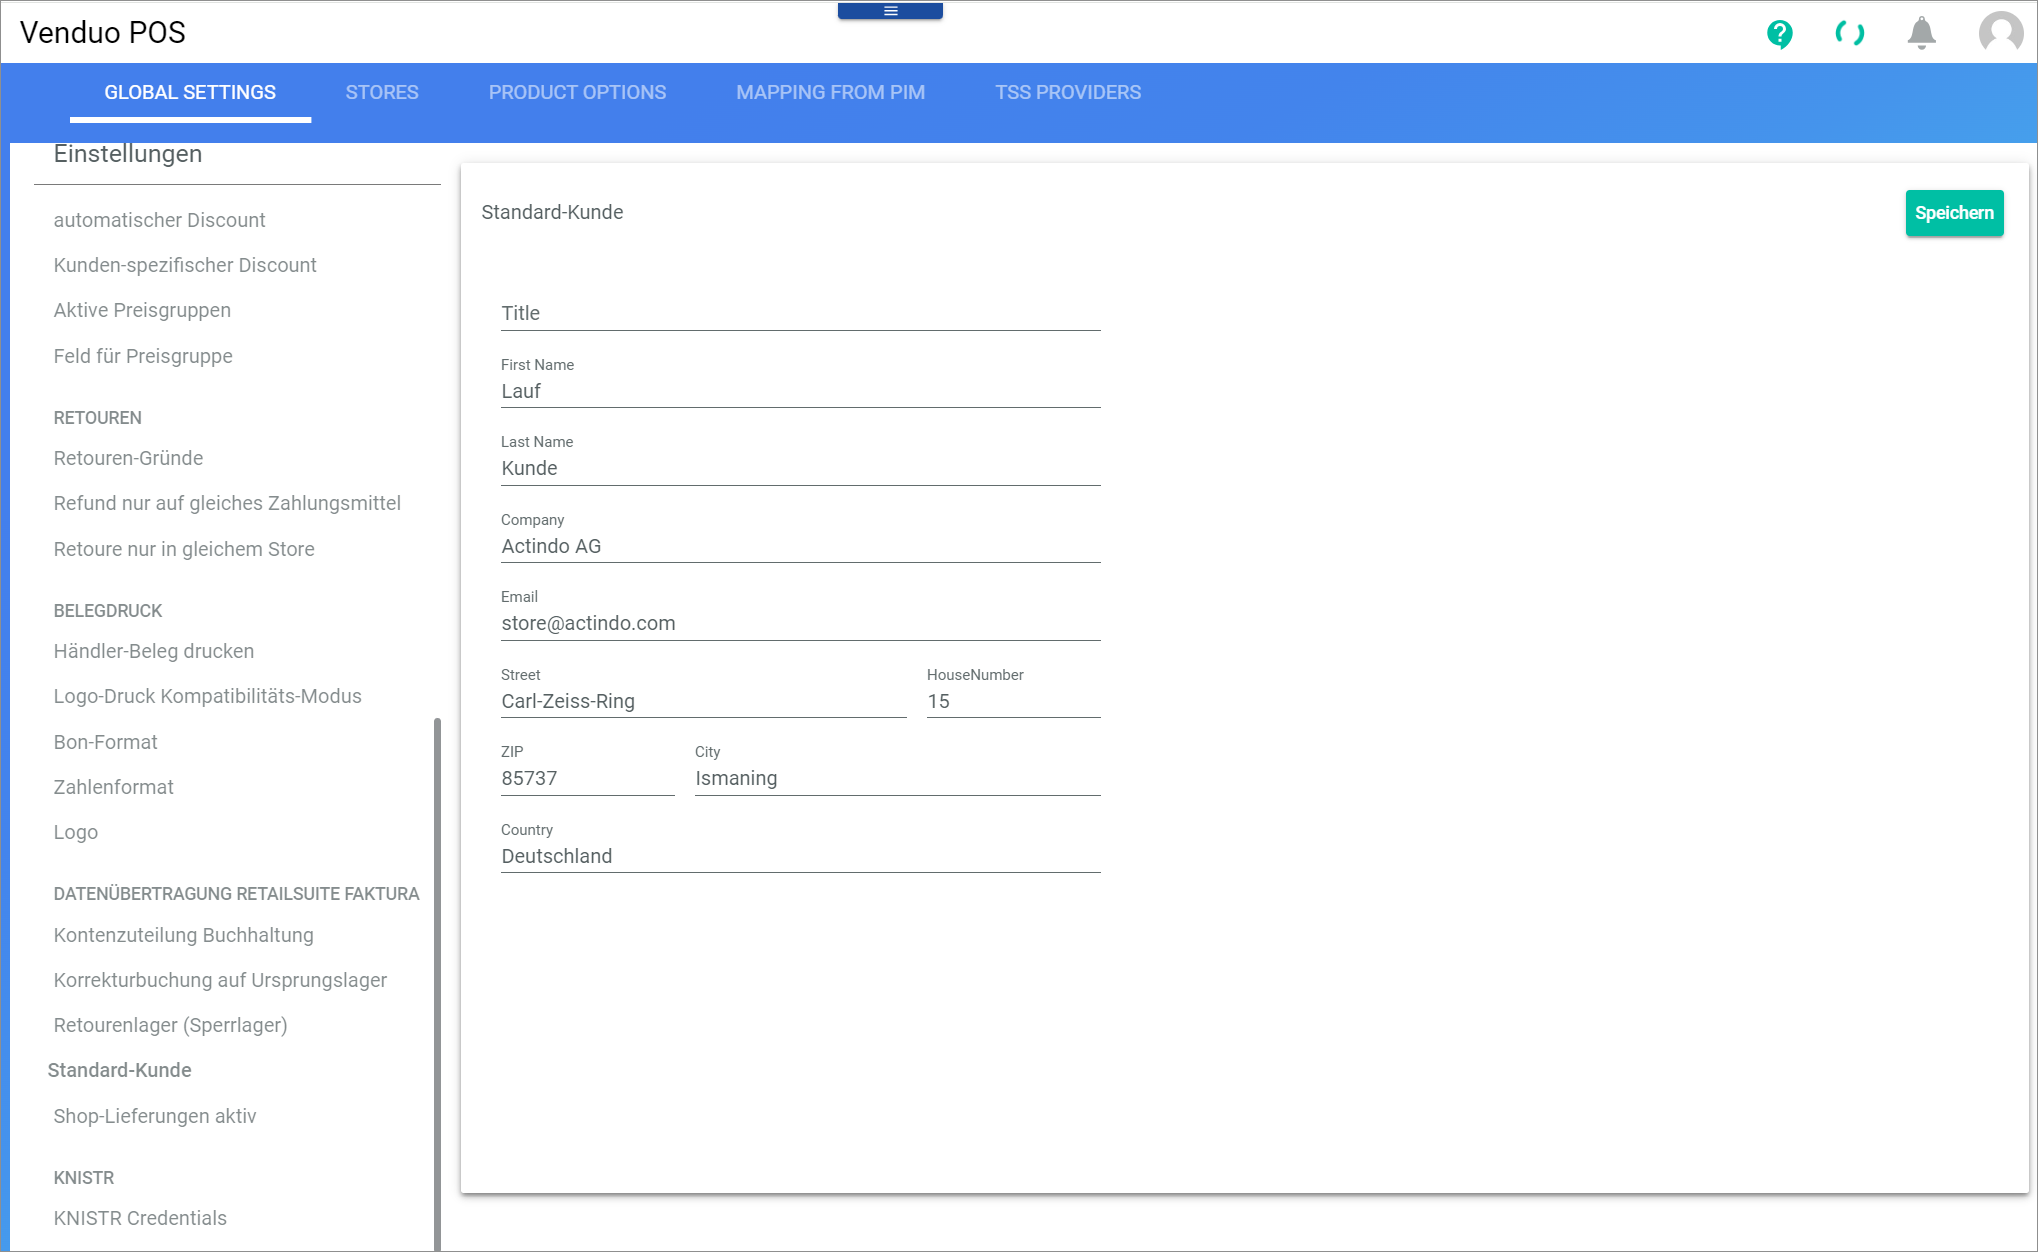 Venduo POS
GLOBAL SETTINGS STORES PRODUCT OPTIONS MAPPING FROM PIM TSS PROVIDERS
Einstellungen
automatischer Discount
Kunden-spezifischer Discount
Aktive Preisgruppen
Feld für Preisgruppe
RETOUREN
Retouren-Gründe
Refund nur auf gleiches Zahlungsmittel
Retoure nur in gleichem Store
BELEGDRUCK
Händler-Beleg drucken
Logo-Druck Kompatibilitäts-Modus
Bon-Format
Zahlenformat
Logo
DATENÜBERTRAGUNG RETAILSUITE FAKTURA
Kontenzuteilung Buchhaltung
Korrekturbuchung auf Ursprungslager
Retourenlager (Sperrlager)
Standard-Kunde
Shop-Lieferungen aktiv
KNISTR
KNISTR Credentials
Standard-Kunde
Speichern
Title
First Name
Lauf
Last Name
Kunde
Company
Actindo AG
Email
store@actindo.com
Street HouseNumber
Carl-Zeiss-Ring 15
ZIP City
85737 Ismaning
Country
Deutschland